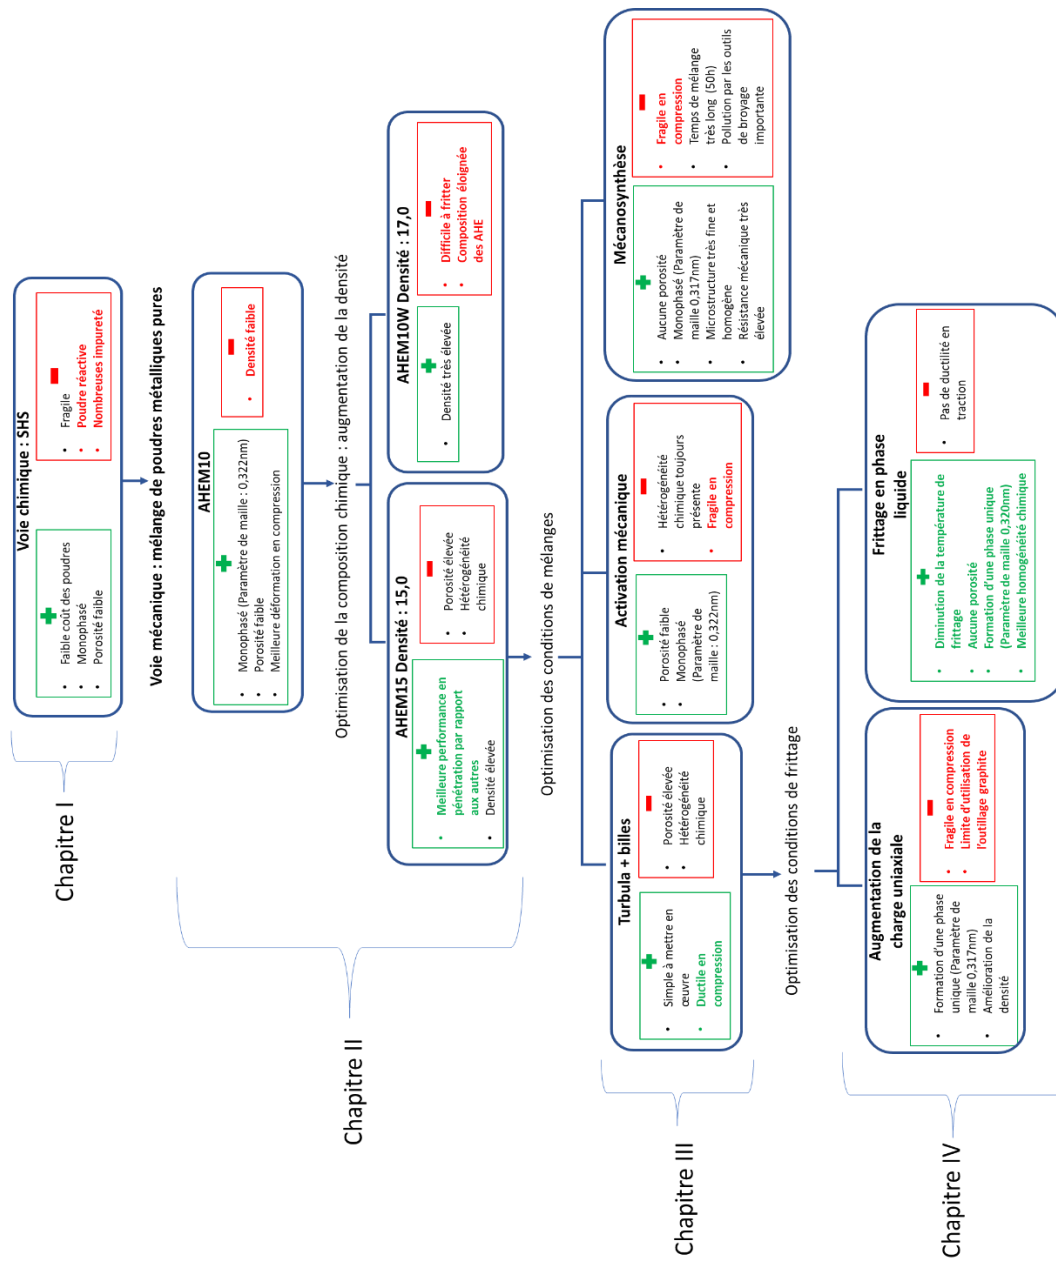 Chapitre I
Voie chimique : SHS
Faible coût des poudres
Monophasé
Porosité faible
Fragile
Poudre réactive
Nombreuses impureté
Voie mécanique : mélange de poudres métalliques pures
Chapitre II
AHEM10
Monophasé (Paramètre de maille : 0,322nm)
Porosité faible
Meilleure déformation en compression
Densité faible
Optimisation de la composition chimique : augmentation de la densité
AHEM15 Densité : 15,0
Meilleure performance en
pénétration par rapport
aux autres
Densité élevée
Porosité élevée
Hétérogénéité
chimique
AHEM10W Densité : 17,0
Densité très élevée
Difficile à fritter
Composition éloignée
des AHE
Optimisation des conditions de mélanges
Chapitre III
Turbula + billes
Simple à mettre en
œuvre
Ductile en
compression
Porosité élevée
Hétérogénéité
chimique
Activation mécanique
Porosité faible
Monophasé
(Paramètre de
maille : 0,322nm)
Hétérogénéité
chimique toujours
présente
Fragile en
compression
Mécanosynthèse
Aucune porosité
Monophasé (Paramètre de
maille 0,317nm)
Microstructure très fine et
homogène
Résistance mécanique très
élevée
Fragile en
compression
Temps de mélange
très long (50h)
Pollution par les outils
de broyage
importante
Optimisation des conditions de frittage
Chapitre IV
Augmentation de la
charge uniaxiale
Formation d'une phase
unique (Paramètre de
maille 0,317nm)
Amélioration de la
densité
Fragile en compression
Limite d'utilisation de
l'outillage graphite
Frittage en phase
liquide
Diminution de la température de
frittage
Aucune porosité
Formation d'une phase unique
(Paramètre de maille 0,320nm)
Meilleure homogénéité chimique
Pas de ductilité en
traction